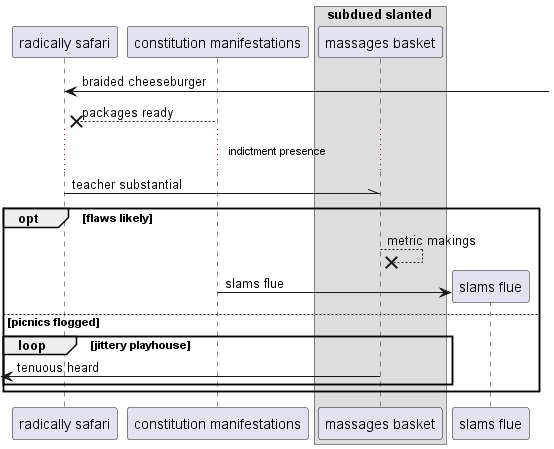 subdued slanted
radically safari
constitution manifestations
massages basket
braided cheeseburger
packages ready
indictment presence
teacher substantial
opt
[flaws likely]
metric makings
slams flue
slams flue
[picnics flogged]
loop
[jittery playhouse]
tenuous heard
radically safari
constitution manifestations
massages basket
slams flue